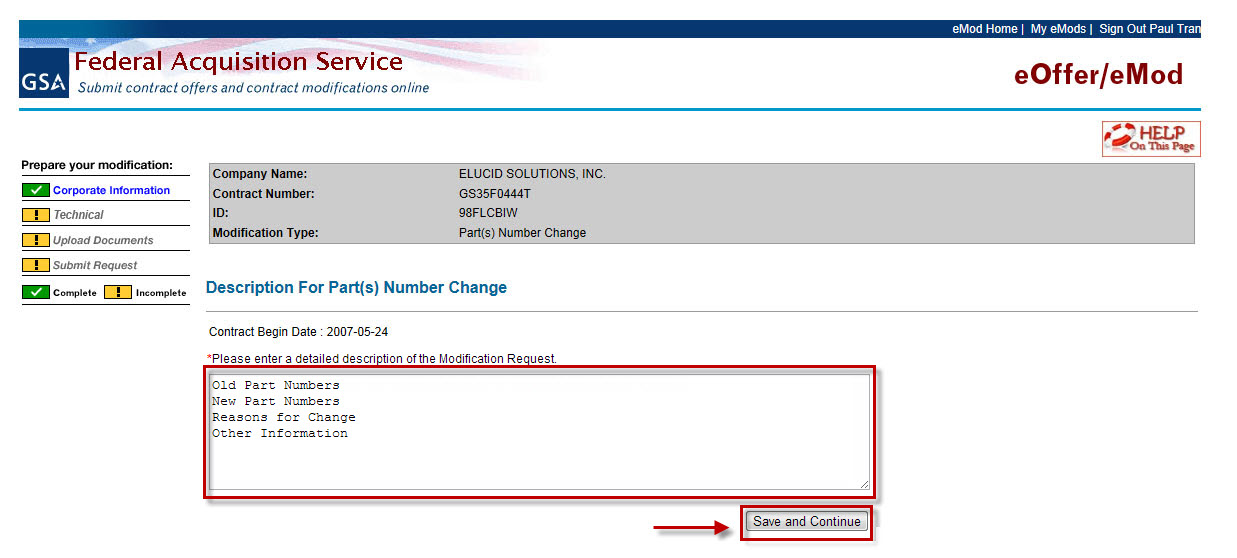 eMod Home | My eMods | Sign Out Paul Tran
GSA
Federal Acquisition Service
Submit contract offers and contract modifications online
eOffer/eMod
HELP
On This Page
Prepare your modification:
Corporate Information
! Technical
! Upload Documents
! Submit Request
Complete ! Incomplete
Company Name: ELUCID SOLUTIONS, INC.
Contract Number: GS35F0444T
ID: 98FLCBIW
Modification Type: Part(s) Number Change
Description For Part(s) Number Change
Contract Begin Date : 2007-05-24
*Please enter a detailed description of the Modification Request.
Old Part Numbers
New Part Numbers
Reasons for Change
Other Information
Save and Continue